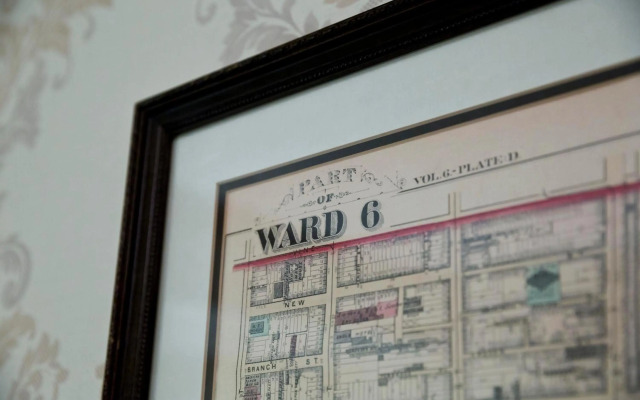 PART
OF
WARD 6
VOL. 6-PLATE D.
NEW
BRANCH ST.